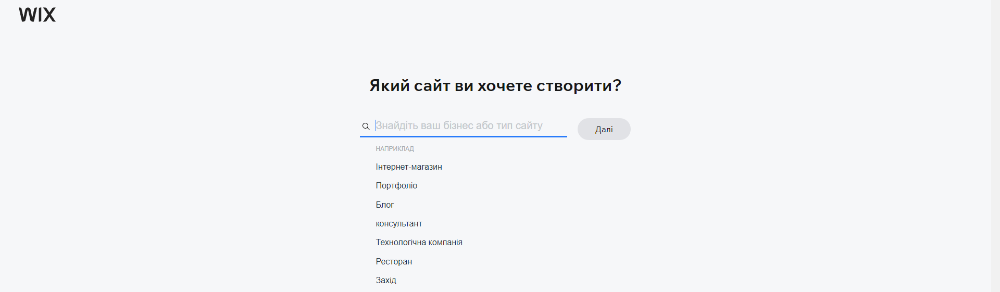 WIX
Який сайт ви хочете створити?
Знайдіть ваш бізнес або тип сайту
Далі
НАПРИКЛАД
Інтернет-магазин
Портфоліо
Блог
консультант
Технологічна компанія
Ресторан
Захід